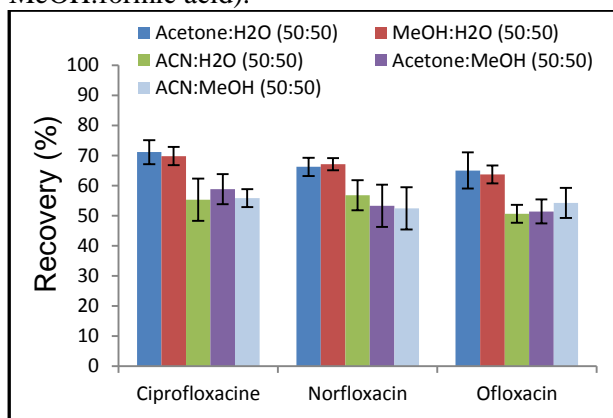 MeOH:formic acid).
Acetone:H2O (50:50) MeOH:H2O (50:50)
ACN:H2O (50:50) Acetone:MeOH (50:50)
ACN:MeOH (50:50)
100
90
80
70
60
50
40
30
20
10
0
Recovery (%)
Ciprofloxacine Norfloxacin Ofloxacin